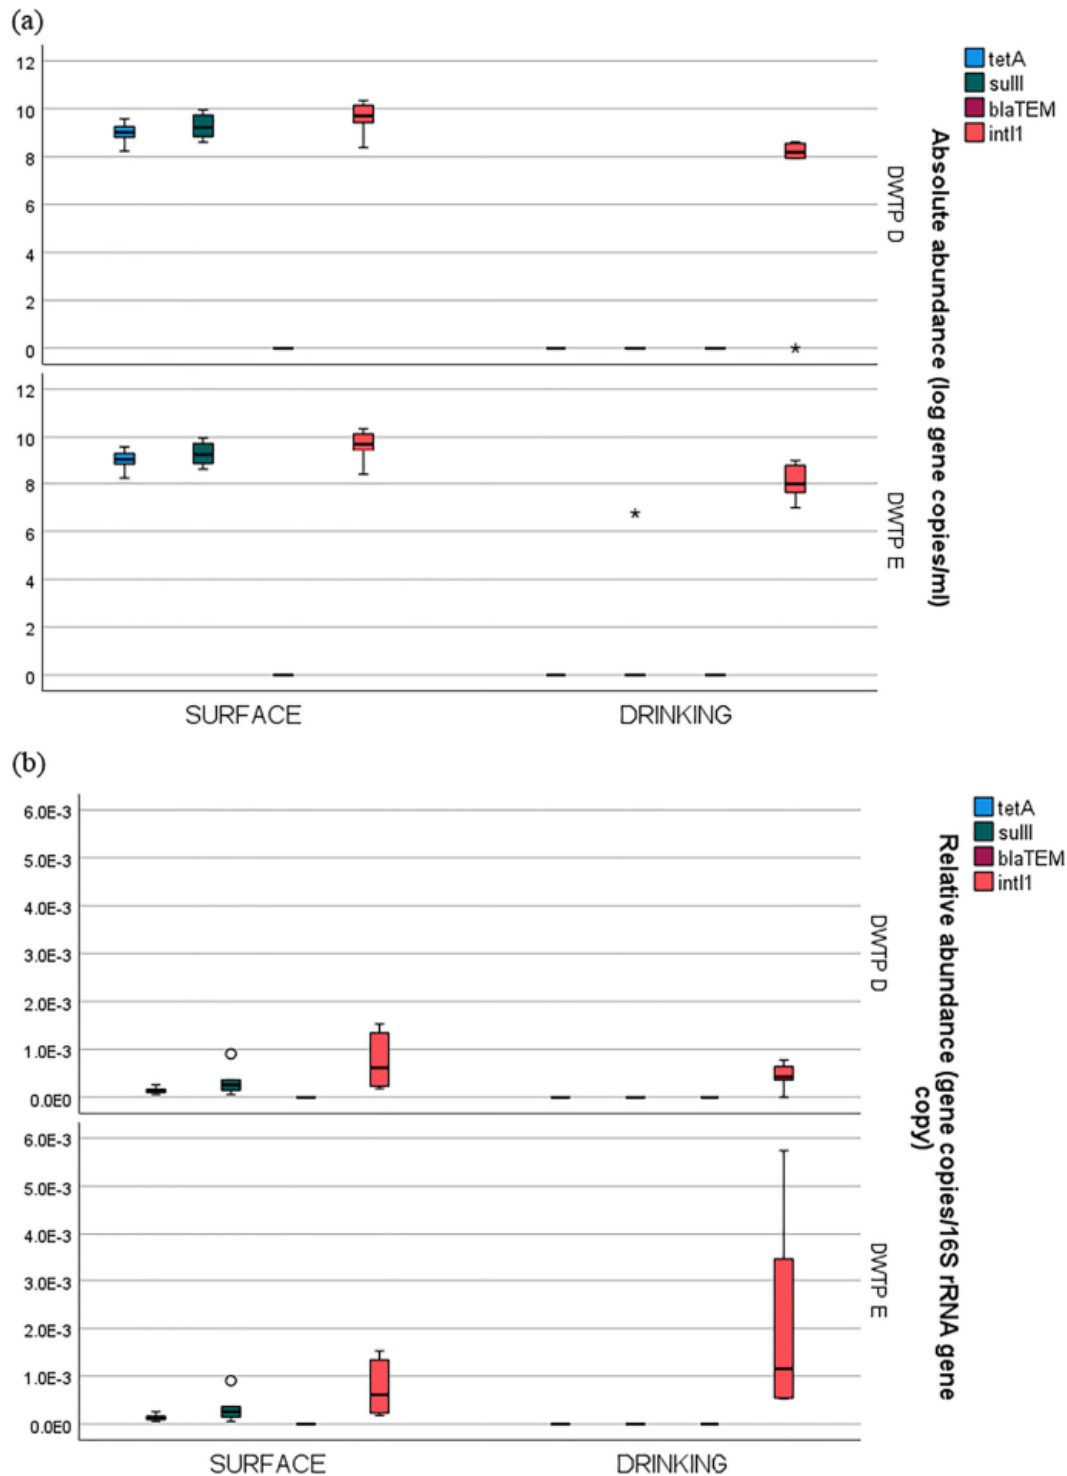 (a)
12
10
8
6
4
2
0
DWTP D
12
10
8
6
4
2
0
DWTP E
SURFACE
DRINKING
Absolute abundance (log gene copies/ml)
tetA
sulII
blaTEM
intI1
(b)
6.0E-3
5.0E-3
4.0E-3
3.0E-3
2.0E-3
1.0E-3
0.0E0
DWTP D
6.0E-3
5.0E-3
4.0E-3
3.0E-3
2.0E-3
1.0E-3
0.0E0
DWTP E
SURFACE
DRINKING
Relative abundance (gene copies/16S rRNA gene
copy)
tetA
sulII
blaTEM
intI1